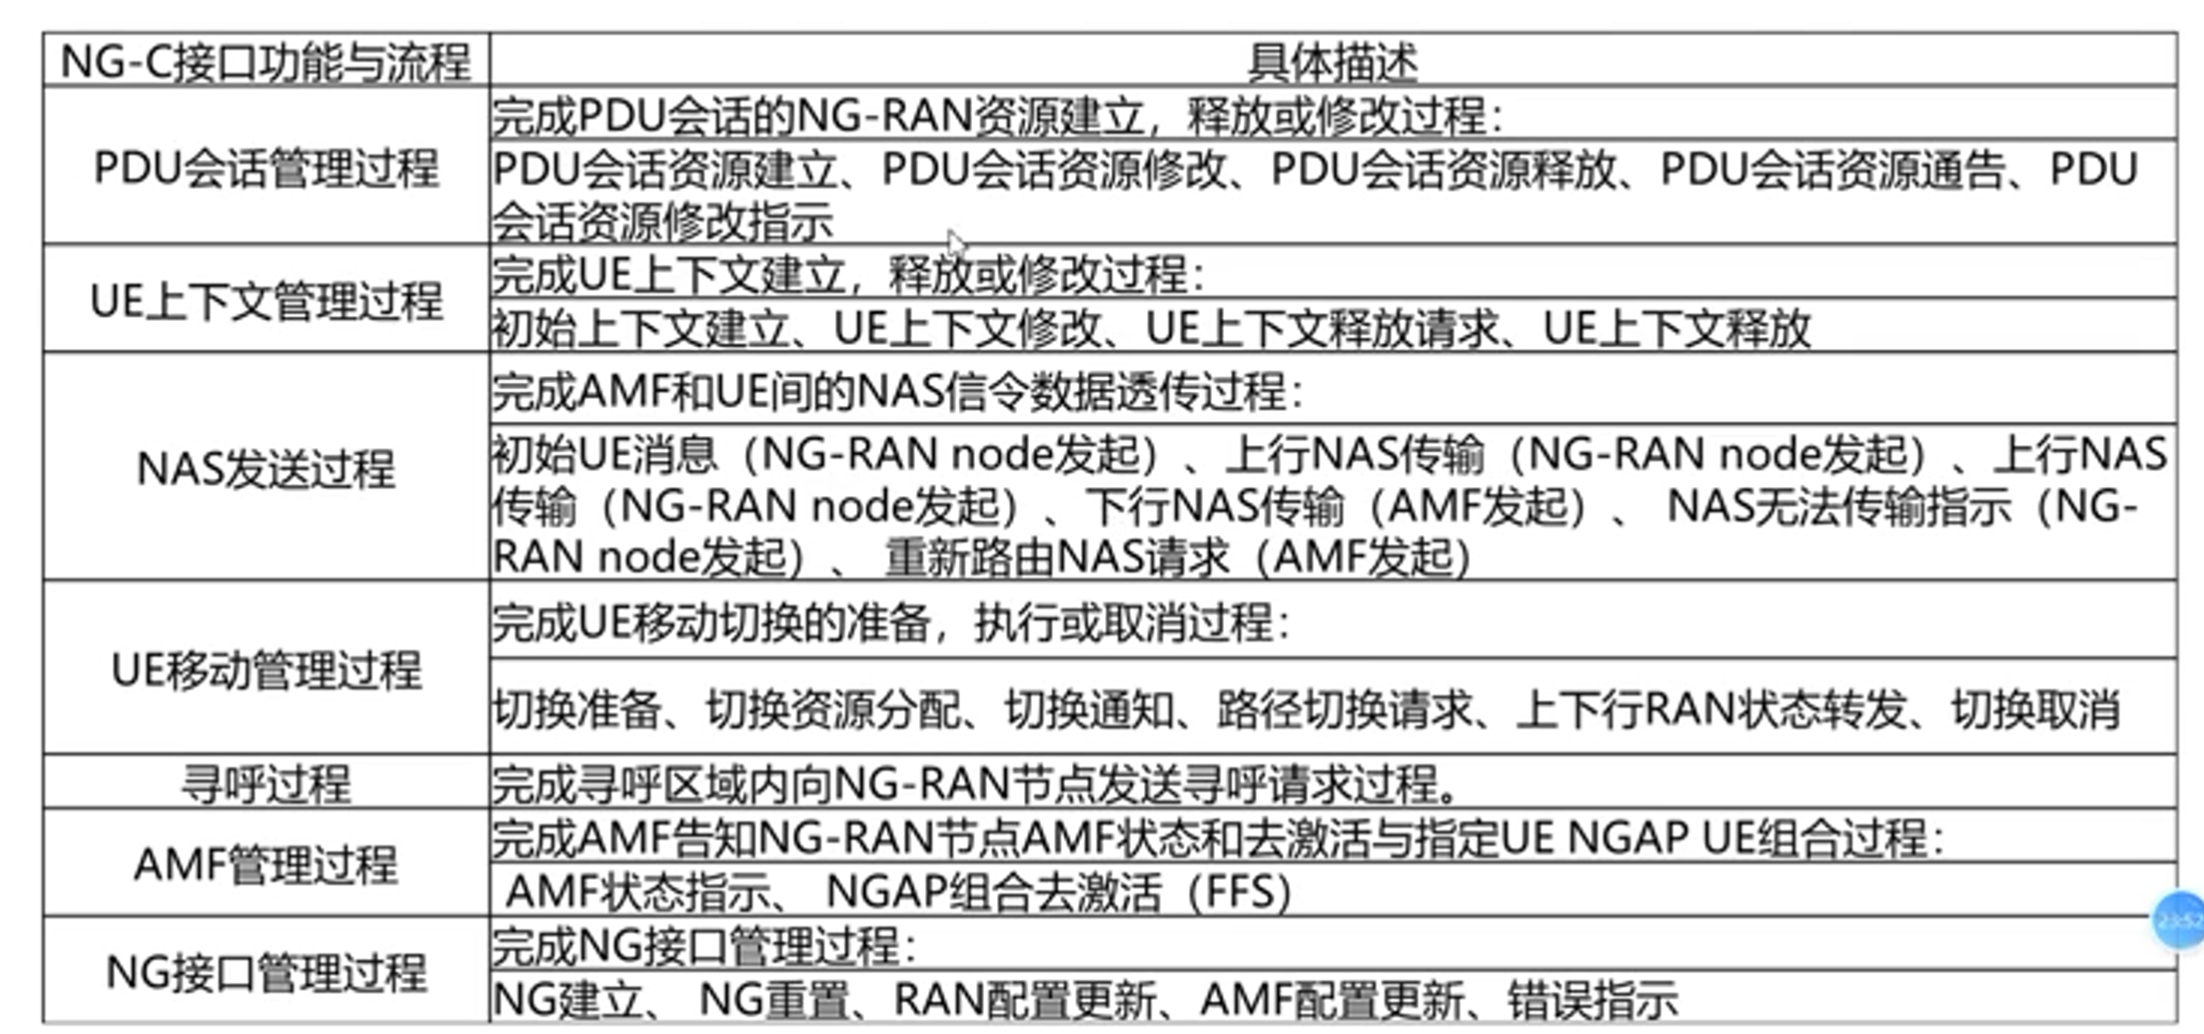 NG-C接口功能与流程
具体描述
PDU会话管理过程
完成PDU会话的NG-RAN资源建立，释放或修改过程：
PDU会话资源建立、PDU会话资源修改、PDU会话资源释放、PDU会话资源通告、PDU
会话资源修改指示
UE上下文管理过程
完成UE上下文建立，释放或修改过程：
初始上下文建立、UE上下文修改、UE上下文释放请求、UE上下文释放
NAS发送过程
完成AMF和UE间的NAS信令数据透传过程：
初始UE消息（NG-RAN node发起）、上行NAS传输（NG-RAN node发起）、上行NAS
传输（NG-RAN node发起）、下行NAS传输（AMF发起）、 NAS无法传输指示（NG-
RAN node发起）、 重新路由NAS请求（AMF发起）
UE移动管理过程
完成UE移动切换的准备，执行或取消过程：
切换准备、切换资源分配、切换通知、路径切换请求、上下行RAN状态转发、切换取消
寻呼过程
完成寻呼区域内向NG-RAN节点发送寻呼请求过程。
AMF管理过程
完成AMF告知NG-RAN节点AMF状态和去激活与指定UE NGAP UE组合过程：
AMF状态指示、 NGAP组合去激活（FFS）
NG接口管理过程
完成NG接口管理过程：
NG建立、 NG重置、RAN配置更新、AMF配置更新、错误指示
23:52